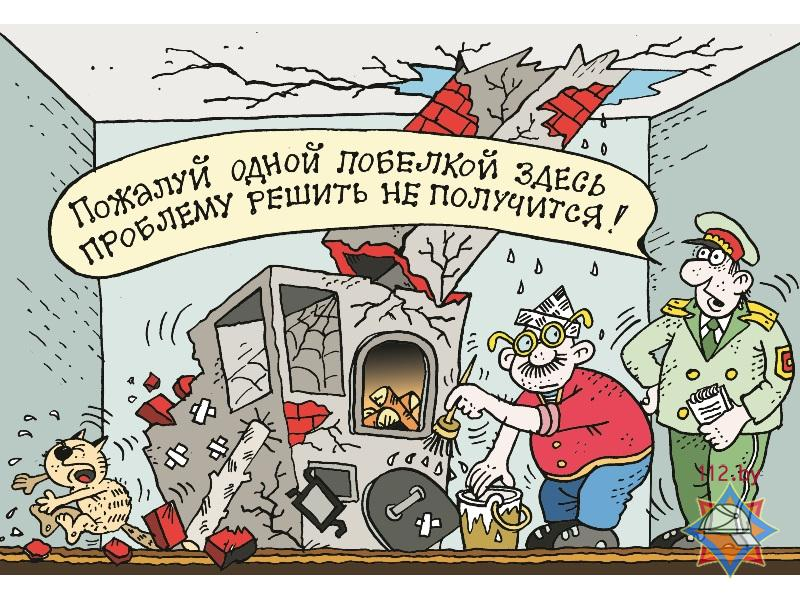 Пожалуй одной побелкой здесь
проблему решить не получится!
112.by